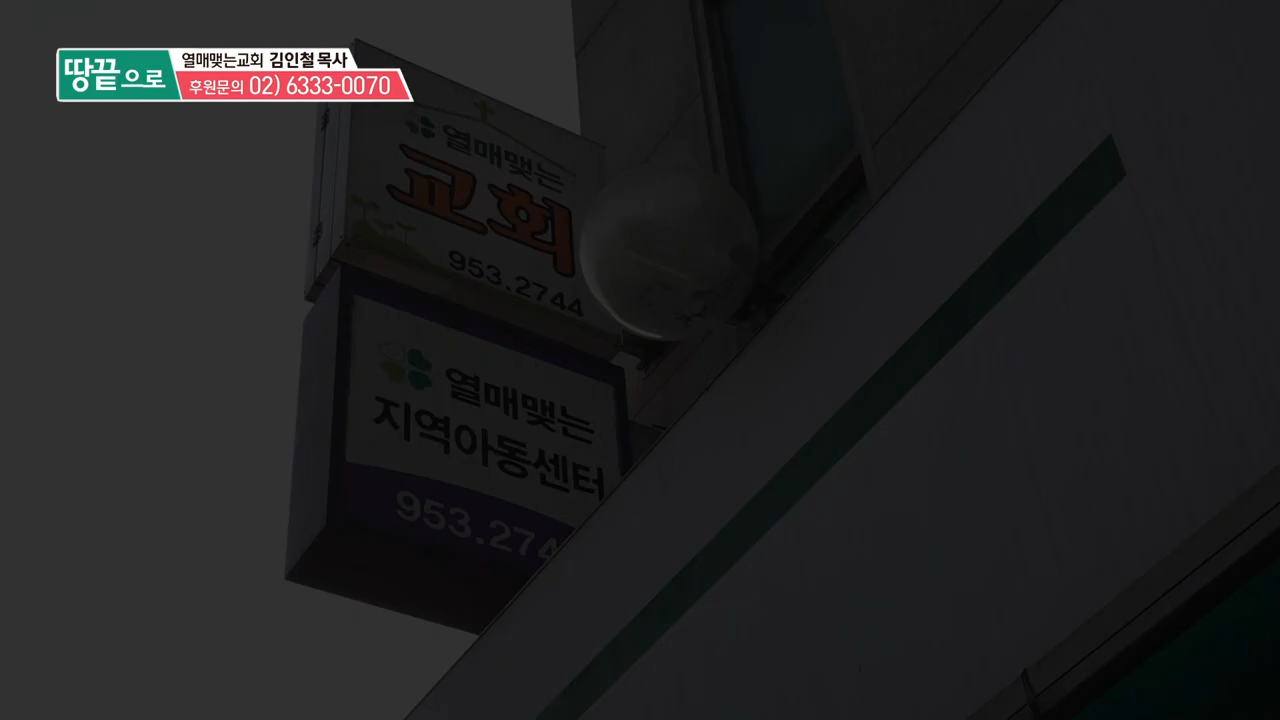 땅끝으로
열매맺는교회 김인철 목사
후원문의 02) 6333-0070
열매맺는
교회
953.2744
열매맺는
지역아동센터
953.274